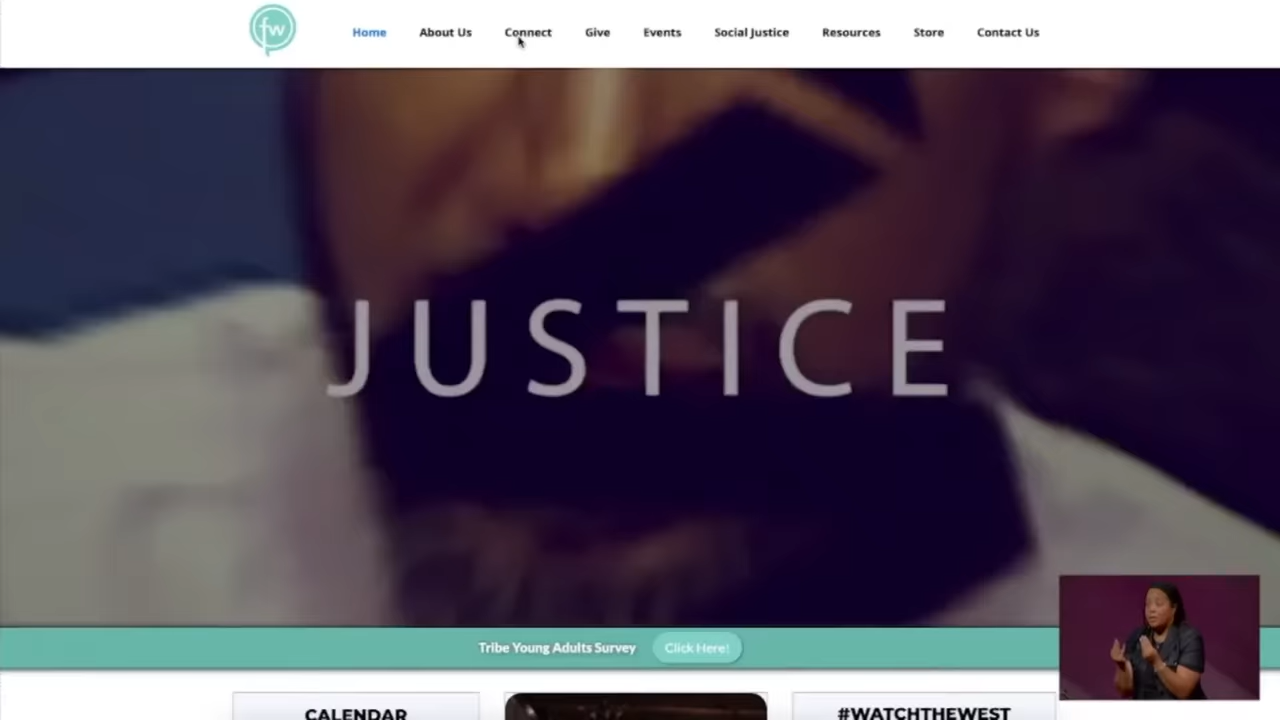 fw
Home About Us Connect Give Events Social Justice Resources Store Contact Us
JUSTICE
Tribe Young Adults Survey Click Here!
CALENDAR #WATCHTHEWEST